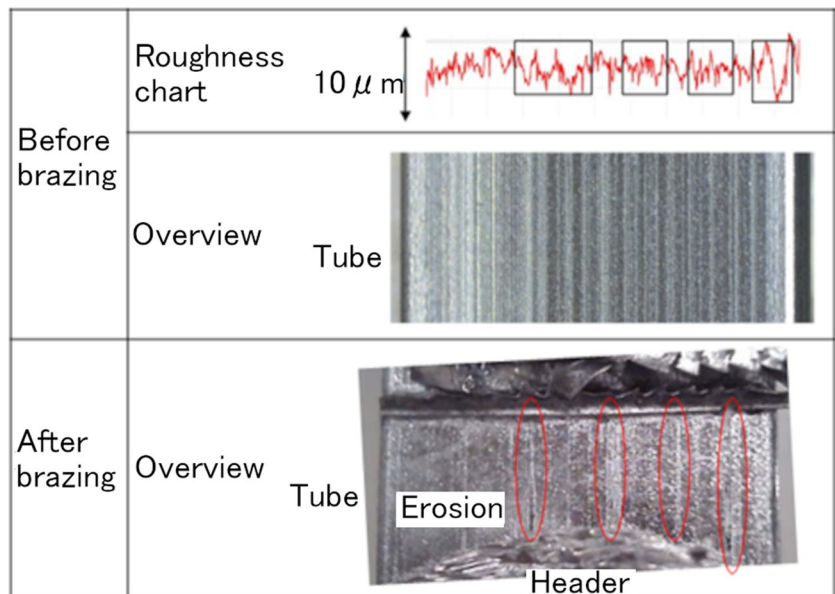 Before
brazing
Roughness
chart
10 μ m
Overview
Tube
After
brazing
Overview
Tube
Erosion
Header